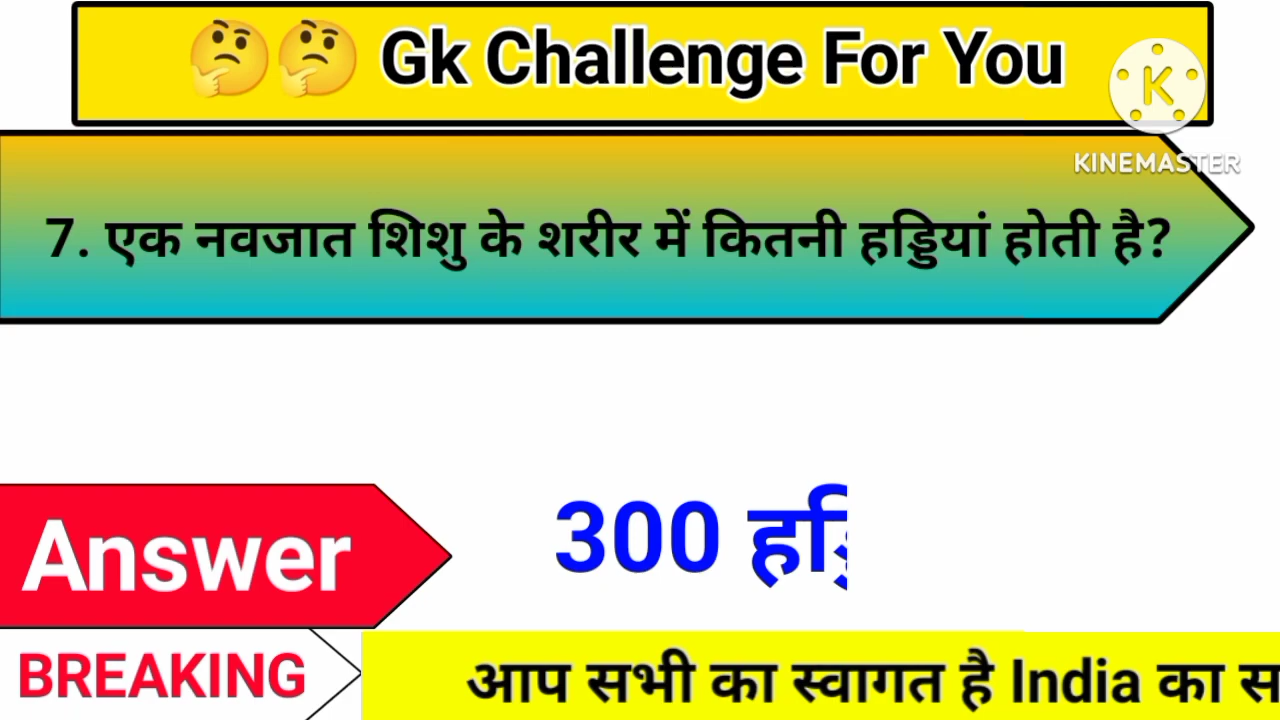 🤔🤔 Gk Challenge For You
K
KINEMASTER
7. एक नवजात शिशु के शरीर में कितनी हड्डियां होती है?
Answer
300
BREAKING
आप सभी का स्वागत है India का